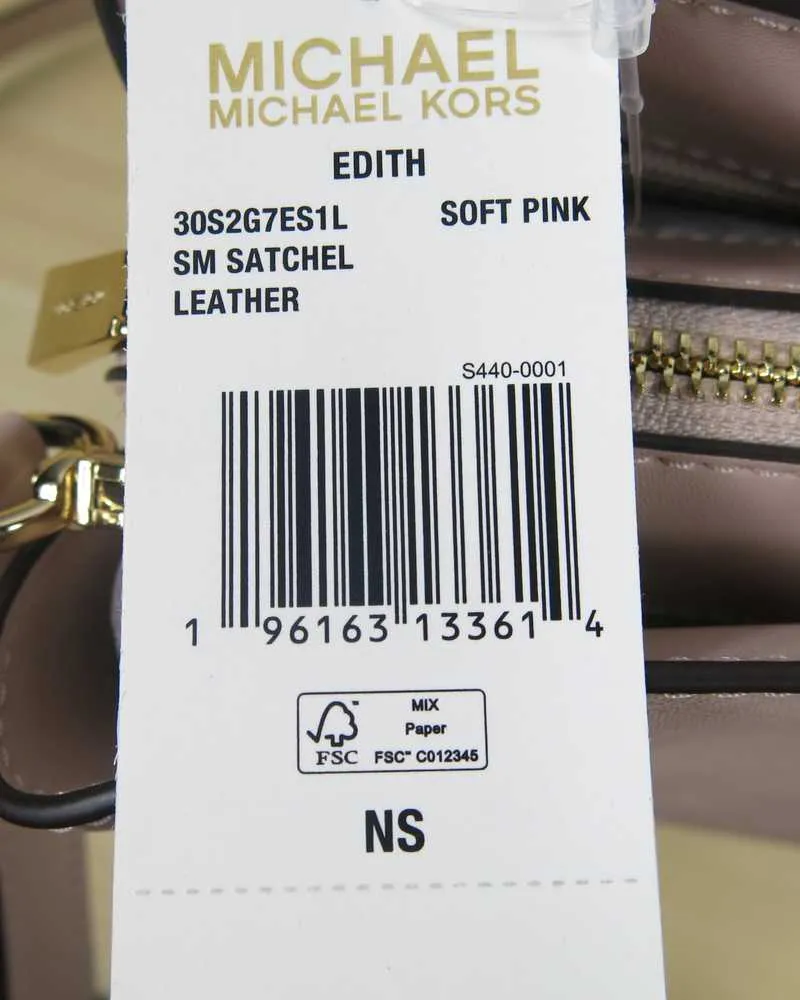 MICHAEL
MICHAEL KORS
EDITH
30S2G7ES1L SOFT PINK
SM SATCHEL
LEATHER
S440-0001
1 96163 13361 4
MIX
Paper
FSC FSC™ C012345
NS